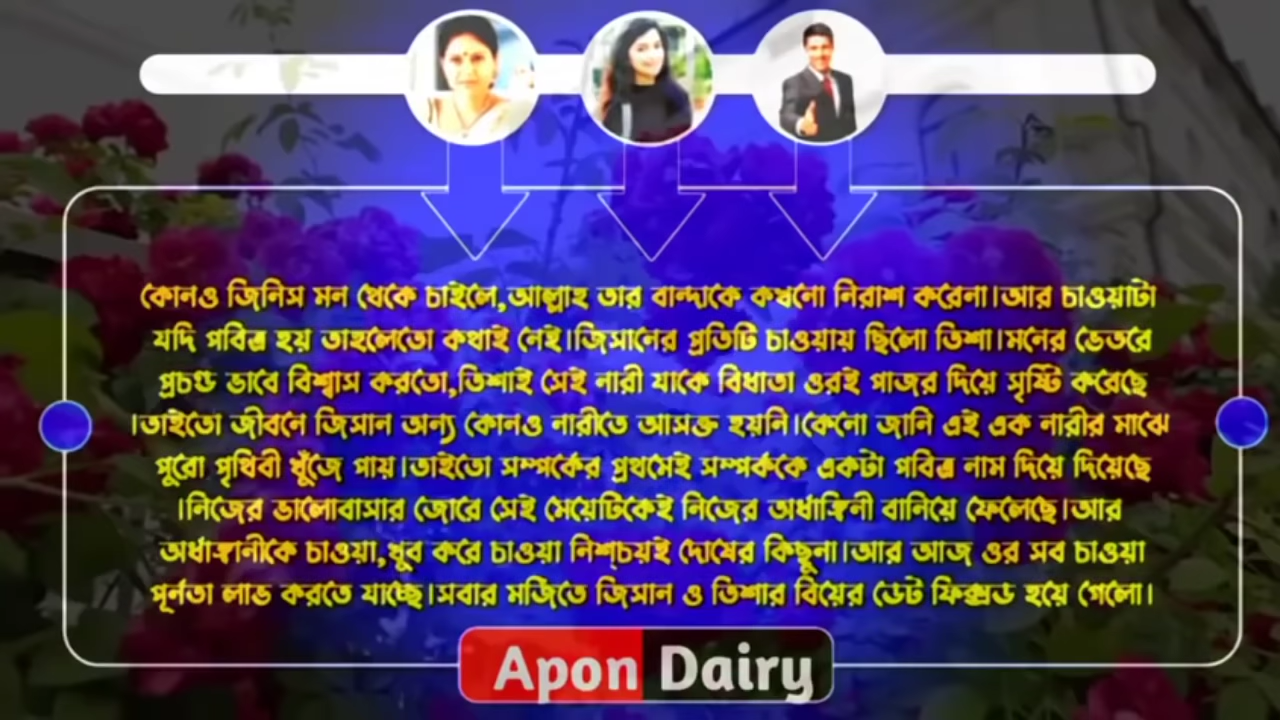 কোনও জিনিস মন থেকে চাইলে,আল্লাহ তার বান্দাকে কখনো নিরাশ করেনা।আর চাওয়াটা
যদি পবিত্র হয় তাহলেতো কথাই নেই।জিসানের প্রতিটি চাওয়ায় ছিলো তিশা।মনের ভেতরে
প্রচণ্ড ভাবে বিশ্বাস করতো,তিশাই সেই নারী যাকে বিধাতা ওরই পাজর দিয়ে সৃষ্টি করেছে
।তাইতো জীবনে জিসান অন্য কোনও নারীতে আসক্ত হয়নি।কেনো জানি এই এক নারীর মাঝে
পুরো পৃথিবী খুঁজে পায়।তাইতো সম্পর্কের প্রথমেই সম্পর্ককে একটা পবিত্র নাম দিয়ে দিয়েছে
।নিজের ভালোবাসার জোরে সেই মেয়েটিকেই নিজের অর্ধাঙ্গিনী বানিয়ে ফেলেছে।আর
অর্ধাঙ্গানীকে চাওয়া,খুব করে চাওয়া নিশ্চয়ই দোষের কিছুনা।আর আজ ওর সব চাওয়া
পূর্নতা লাভ করতে যাচ্ছে।সবার মর্জিতে জিসান ও তিশার বিয়ের ডেট ফিক্সড হয়ে গেলো।
Apon Dairy